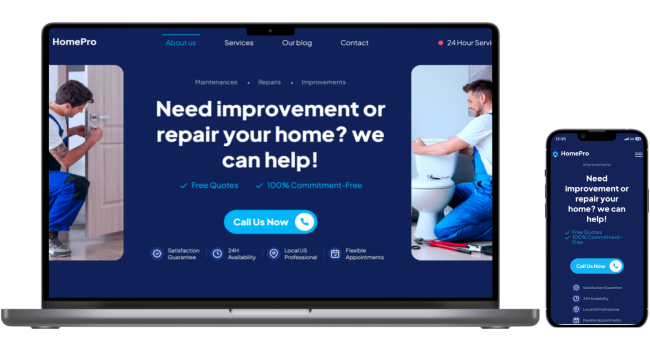 HomePro
About us Services Our blog Contact
24 Hour Servi
Maintenances • Repairs • Improvements
Need improvement or
repair your home? we
can help!
✓ Free Quotes ✓ 100% Commitment-Free
Call Us Now
Satisfaction
Guarantee
24H
Availability
Local US
Professional
Flexible
Appointments
12:35
HomePro
Improvements
Need
improvement or
repair your
home? we can
help!
✓ Free Quotes
✓ 100% Commitment-
Free
Call Us Now
Satisfaction Guarantee
24H Availability
Local US Professional
Flexible Appointments